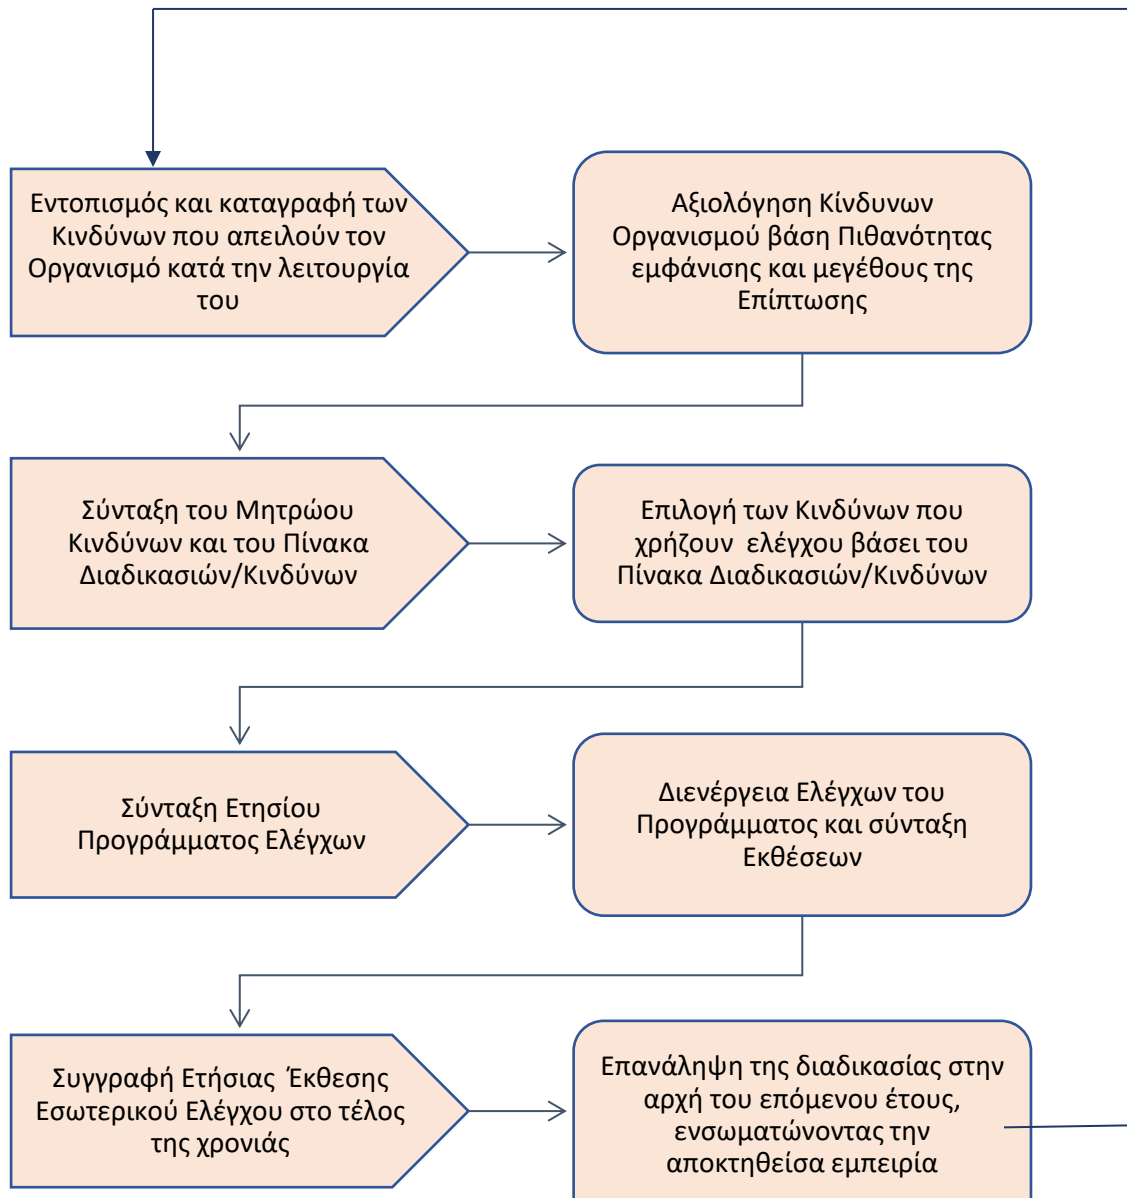 Εντοπισμός και καταγραφή των
Κινδύνων που απειλούν τον
Οργανισμό κατά την λειτουργία
του
Αξιολόγηση Κίνδυνων
Οργανισμού βάση Πιθανότητας
εμφάνισης και μεγέθους της
Επίπτωσης
Σύνταξη του Μητρώου
Κινδύνων και του Πίνακα
Διαδικασιών/Κινδύνων
Επιλογή των Κινδύνων που
χρήζουν  ελέγχου βάσει του
Πίνακα Διαδικασιών/Κινδύνων
Σύνταξη Ετησίου
Προγράμματος Ελέγχων
Διενέργεια Ελέγχων του
Προγράμματος και σύνταξη
Εκθέσεων
Συγγραφή Ετήσιας  Έκθεσης
Εσωτερικού Ελέγχου στο τέλος
της χρονιάς
Επανάληψη της διαδικασίας στην
αρχή του επόμενου έτους,
ενσωματώνοντας την
αποκτηθείσα εμπειρία